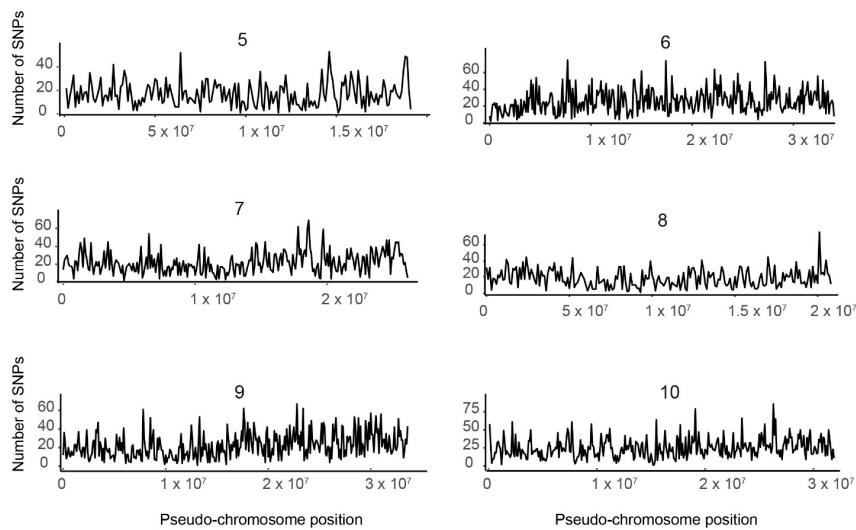 5
Number of SNPs
40
20
0
0 5 x 10⁷ 1 x 10⁷ 1.5 x 10⁷
6
60
40
20
0
0 1 x 10⁷ 2 x 10⁷ 3 x 10⁷
7
Number of SNPs
60
40
20
0
0 1 x 10⁷ 2 x 10⁷
8
60
40
20
0
0 5 x 10⁷ 1 x 10⁷ 1.5 x 10⁷ 2 x 10⁷
9
Number of SNPs
60
40
20
0
0 1 x 10⁷ 2 x 10⁷ 3 x 10⁷
10
75
50
25
0
0 1 x 10⁷ 2 x 10⁷ 3 x 10⁷
Pseudo-chromosome position Pseudo-chromosome position